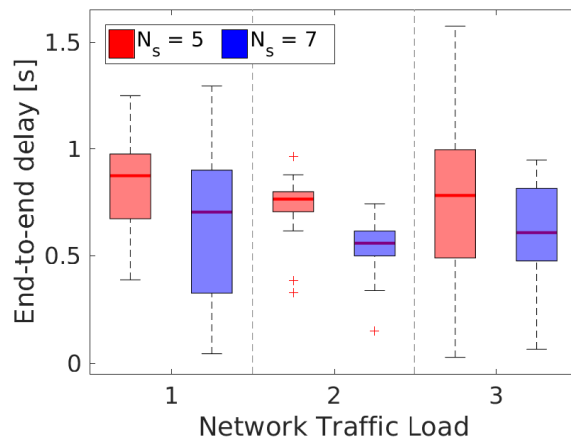 N_s = 5 N_s = 7
End-to-end delay [s]
1.5
1
0.5
0
1 2 3
Network Traffic Load